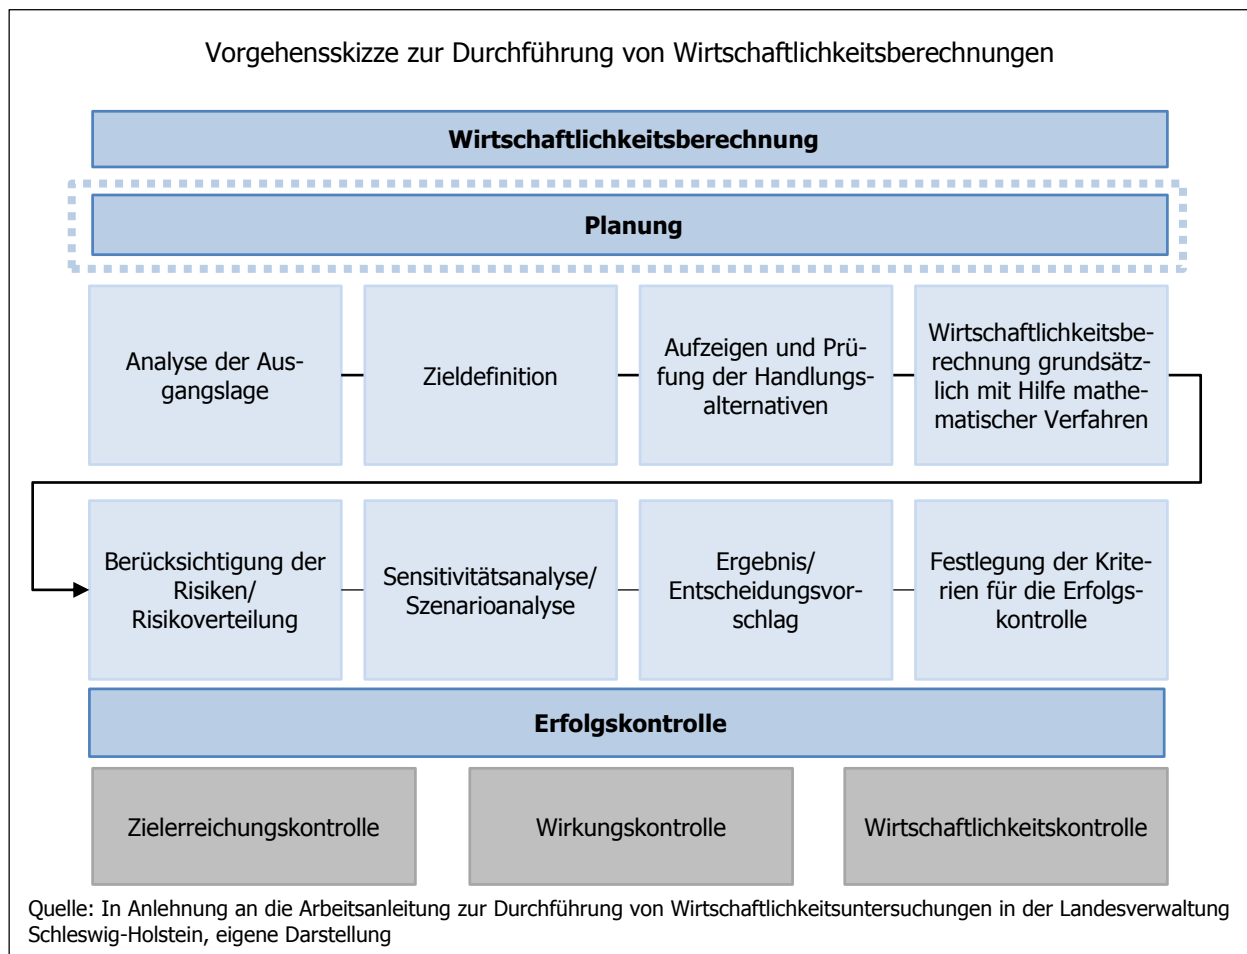 Vorgehensskizze zur Durchführung von Wirtschaftlichkeitsberechnungen
Wirtschaftlichkeitsberechnung
Planung
Analyse der Aus-
gangslage
Zieldefinition
Aufzeigen und Prü-
fung der Handlungs-
alternativen
Wirtschaftlichkeitsbe-
rechnung grundsätz-
lich mit Hilfe mathe-
matischer Verfahren
Berücksichtigung der
Risiken/
Risikoverteilung
Sensitivitätsanalyse/
Szenarioanalyse
Ergebnis/
Entscheidungsvor-
schlag
Festlegung der Krite-
rien für die Erfolgs-
kontrolle
Erfolgskontrolle
Zielerreichungskontrolle
Wirkungskontrolle
Wirtschaftlichkeitskontrolle
Quelle: In Anlehnung an die Arbeitsanleitung zur Durchführung von Wirtschaftlichkeitsuntersuchungen in der Landesverwaltung
Schleswig-Holstein, eigene Darstellung